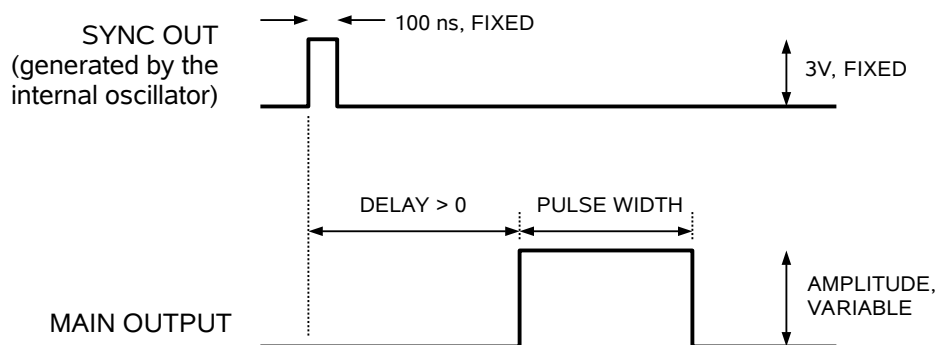 100 ns, FIXED
SYNC OUT
(generated by the
internal oscillator)
3V, FIXED
DELAY > 0
PULSE WIDTH
AMPLITUDE,
VARIABLE
MAIN OUTPUT